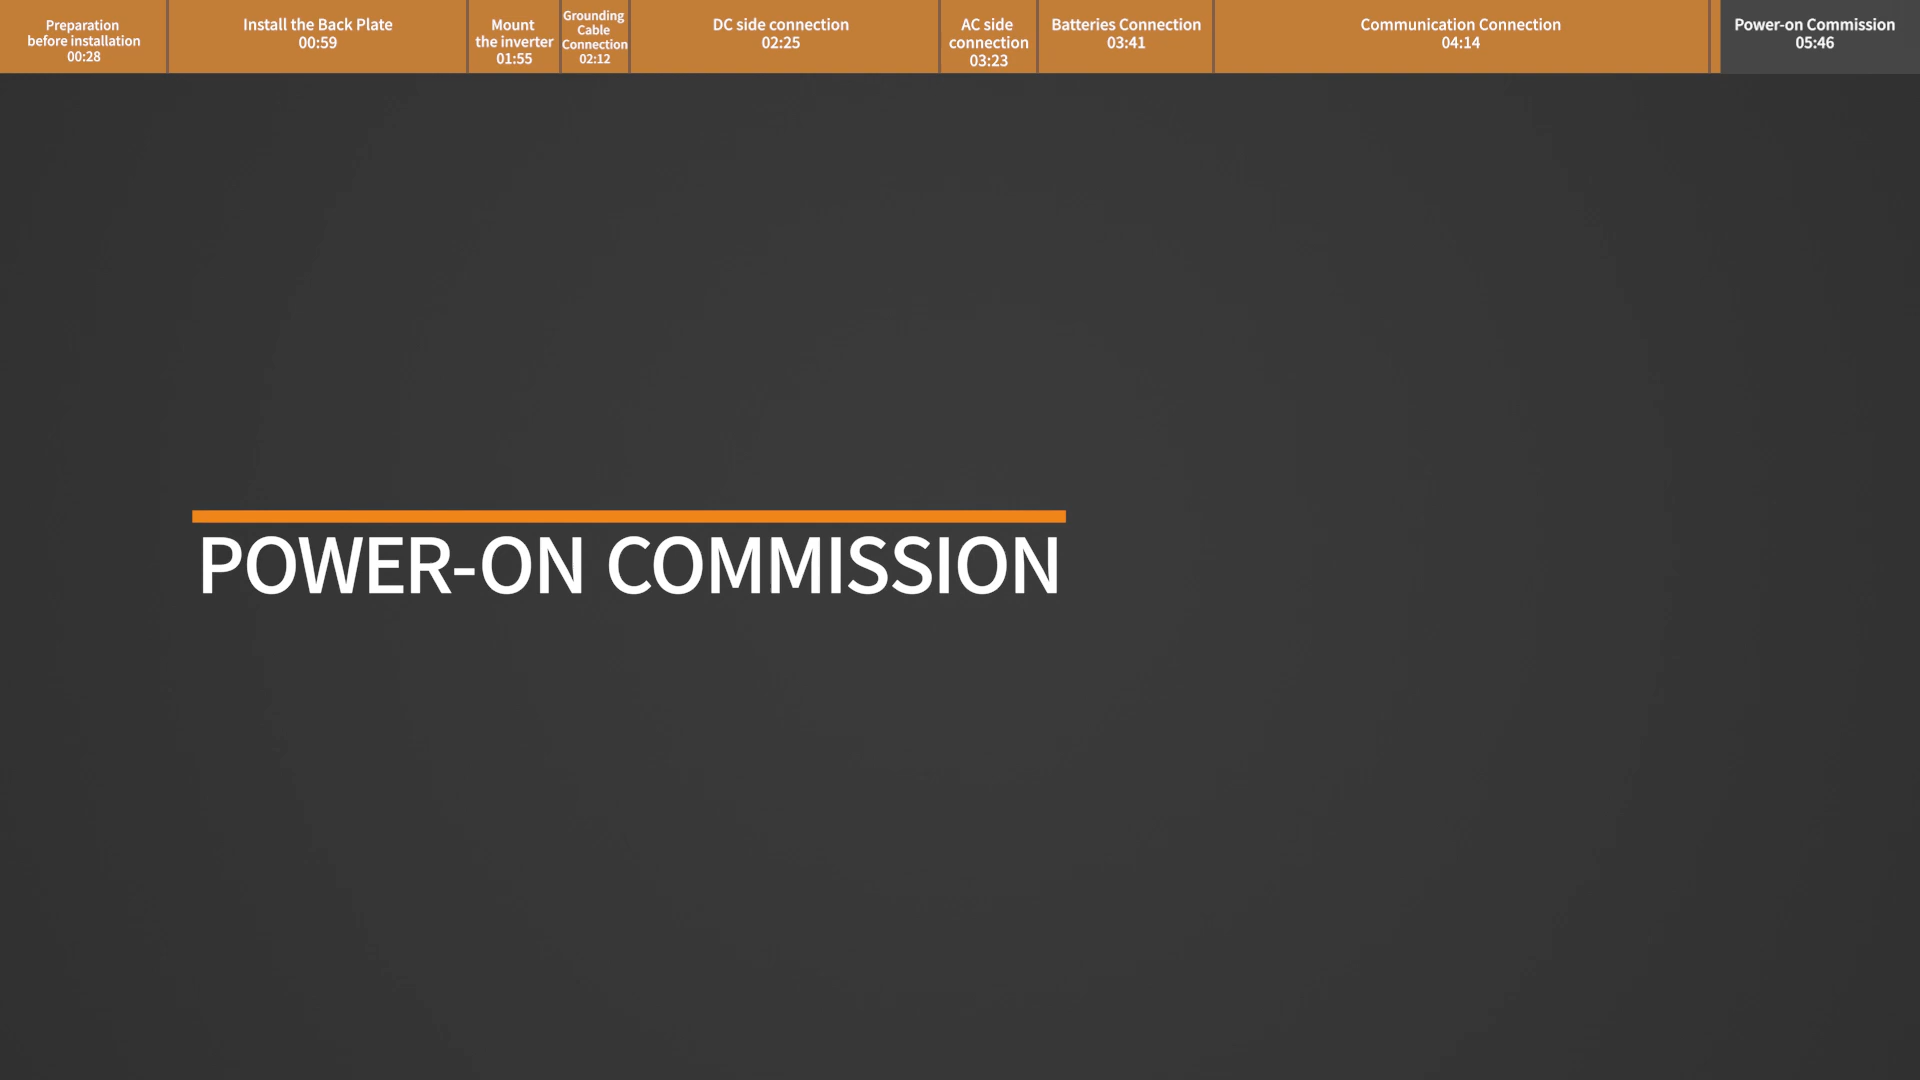 Preparation
before installation
00:28
Install the Back Plate
00:59
Mount
the inverter
01:55
Grounding
Cable
Connection
02:12
DC side connection
02:25
AC side
connection
03:23
Batteries Connection
03:41
Communication Connection
04:14
Power-on Commission
05:46
POWER-ON COMMISSION